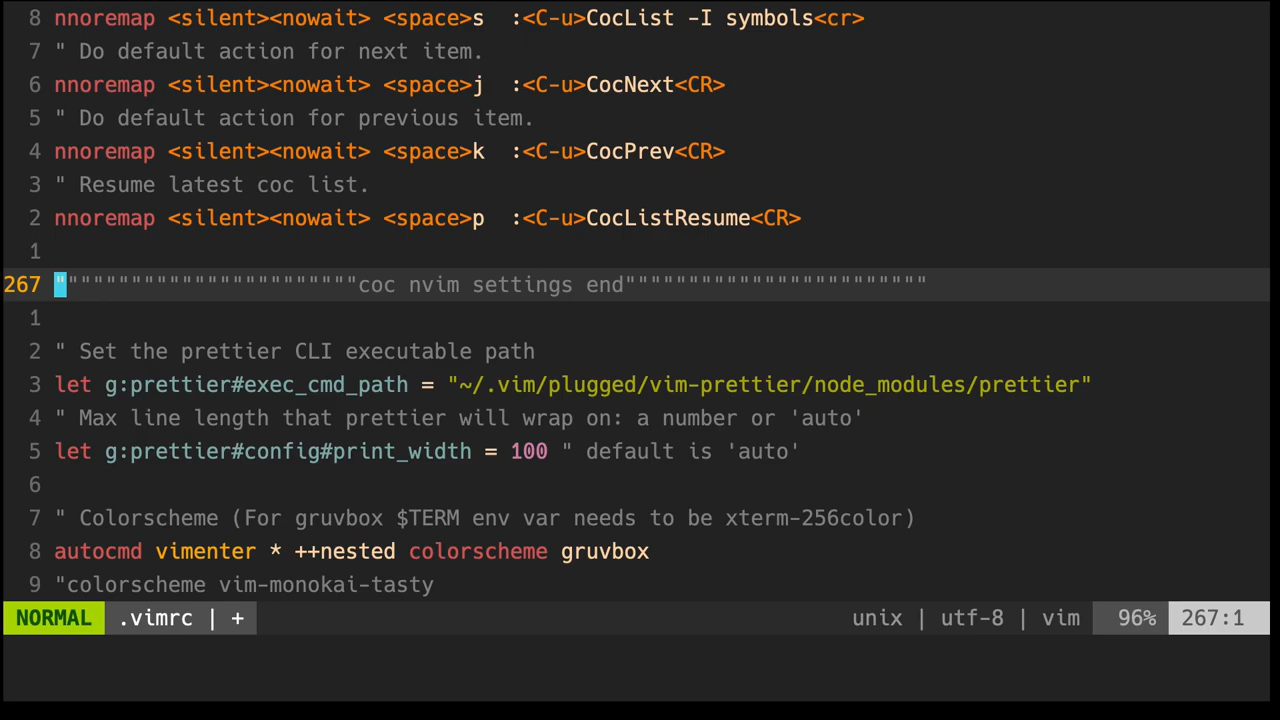 8 nnoremap <silent><nowait> <space>s  :<C-u>CocList -I symbols<cr>
7 " Do default action for next item.
6 nnoremap <silent><nowait> <space>j  :<C-u>CocNext<CR>
5 " Do default action for previous item.
4 nnoremap <silent><nowait> <space>k  :<C-u>CocPrev<CR>
3 " Resume latest coc list.
2 nnoremap <silent><nowait> <space>p  :<C-u>CocListResume<CR>
1
267 """"""""""""""""""""""""coc nvim settings end""""""""""""""""""""""""
1
2 " Set the prettier CLI executable path
3 let g:prettier#exec_cmd_path = "~/.vim/plugged/vim-prettier/node_modules/prettier"
4 " Max line length that prettier will wrap on: a number or 'auto'
5 let g:prettier#config#print_width = 100 " default is 'auto'
6
7 " Colorscheme (For gruvbox $TERM env var needs to be xterm-256color)
8 autocmd vimenter * ++nested colorscheme gruvbox
9 "colorscheme vim-monokai-tasty
NORMAL .vimrc | + unix | utf-8 | vim 96% 267:1